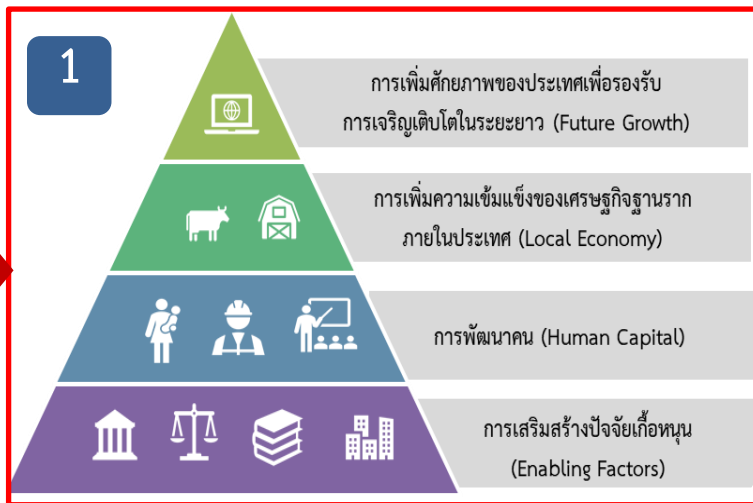 1
การเพิ่มศักยภาพของประเทศเพื่อรองรับ
การเจริญเติบโตในระยะยาว (Future Growth)
การเพิ่มความเข้มแข็งของเศรษฐกิจฐานราก
ภายในประเทศ (Local Economy)
การพัฒนาคน (Human Capital)
การเสริมสร้างปัจจัยเกื้อหนุน
(Enabling Factors)